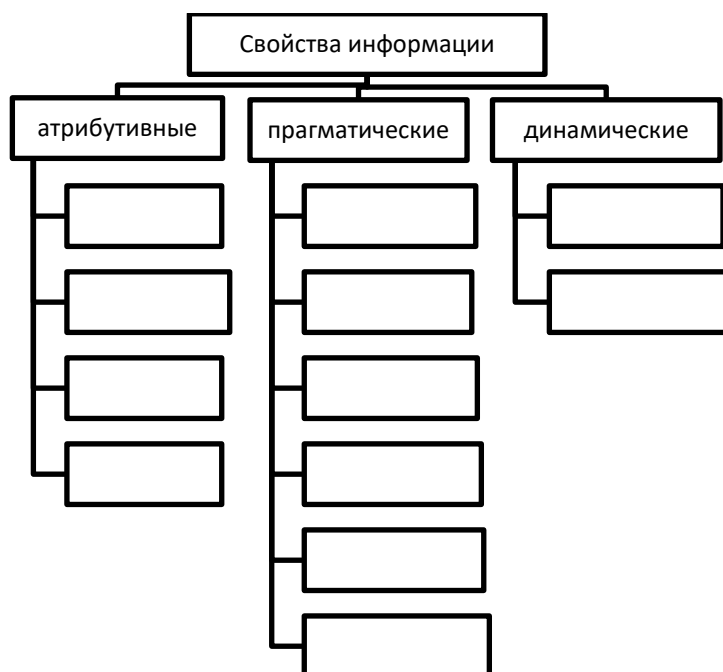 Свойства информации
атрибутивные
прагматические
динамические